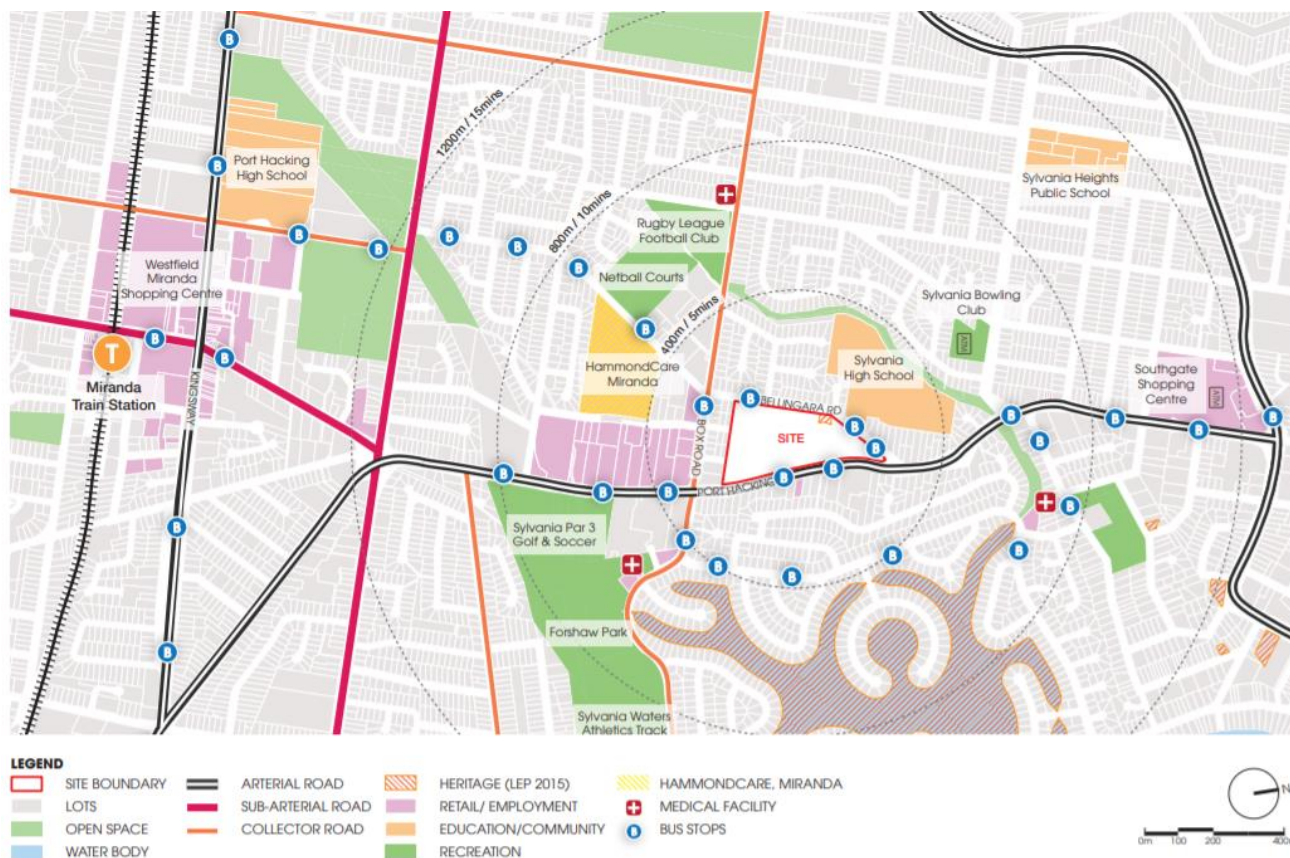 B
1200m / 15mins
Port Hacking
High School
Sylvania Heights
Public School
800m / 10mins
Rugby League
Football Club
Netball Courts
Westfield
Miranda
Shopping Centre
Sylvania Bowling
Club
400m / 5mins
ATM
HammondCare
Miranda
Sylvania
High School
Southgate
Shopping
Centre
ATM
T
Miranda
Train Station
KINGSWAY
BELLINGARA RD
BOX ROAD
SITE
PORT HACKING
Sylvania Par 3
Golf & Soccer
Forshaw Park
Sylvania Waters
Athletics Track
LEGEND
SITE BOUNDARY
LOTS
OPEN SPACE
WATER BODY
ARTERIAL ROAD
SUB-ARTERIAL ROAD
COLLECTOR ROAD
HERITAGE (LEP 2015)
RETAIL/ EMPLOYMENT
EDUCATION/COMMUNITY
RECREATION
HAMMONDCARE, MIRANDA
MEDICAL FACILITY
B BUS STOPS
N
0m 100 200 400